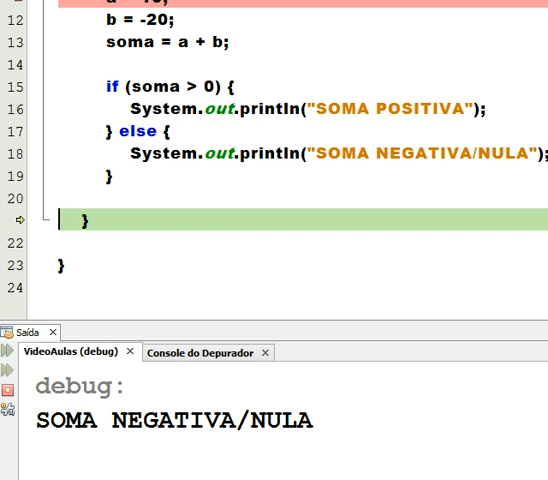 12 b = -20;
13 soma = a + b;
14
15 if (soma > 0) {
16 System.out.println("SOMA POSITIVA");
17 } else {
18 System.out.println("SOMA NEGATIVA/NULA");
19 }
20
}
22
23 }
24
Saída
VideoAulas (debug) Console do Depurador
debug:
SOMA NEGATIVA/NULA